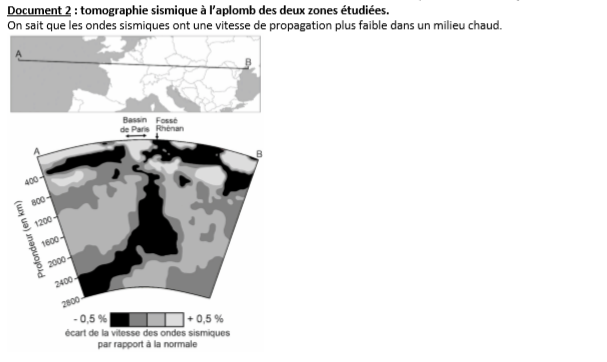 Document 2 : tomographie sismique à l'aplomb des deux zones étudiées.
On sait que les ondes sismiques ont une vitesse de propagation plus faible dans un milieu chaud.
A
B
Bassin de Paris
Fossé Rhénan
A
B
Profondeur (en km)
400
800
1200
1600
2000
2400
2800
- 0,5 %
+ 0,5 %
écart de la vitesse des ondes sismiques
par rapport à la normale